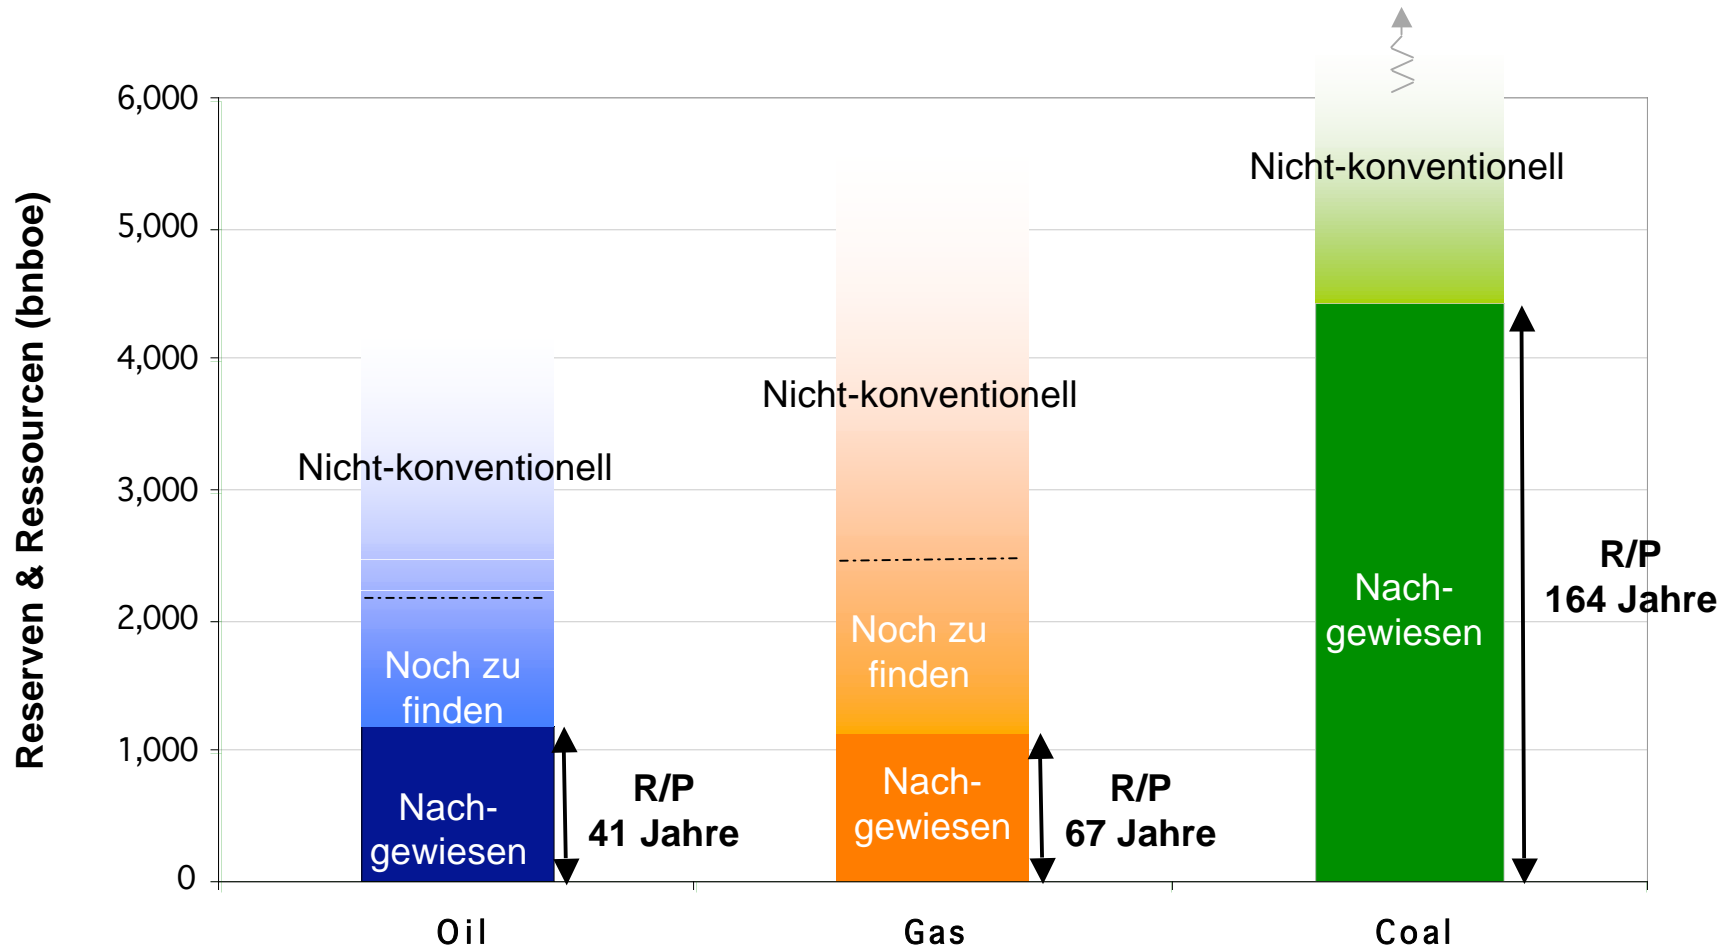 Reserven & Ressourcen (bnboe)
6,000
5,000
4,000
3,000
2,000
1,000
0
Nicht-konventionell
Noch zu
finden
Nach-
gewiesen
R/P
41 Jahre
Oil
Nicht-konventionell
Noch zu
finden
Nach-
gewiesen
R/P
67 Jahre
Gas
Nicht-konventionell
Nach-
gewiesen
R/P
164 Jahre
Coal